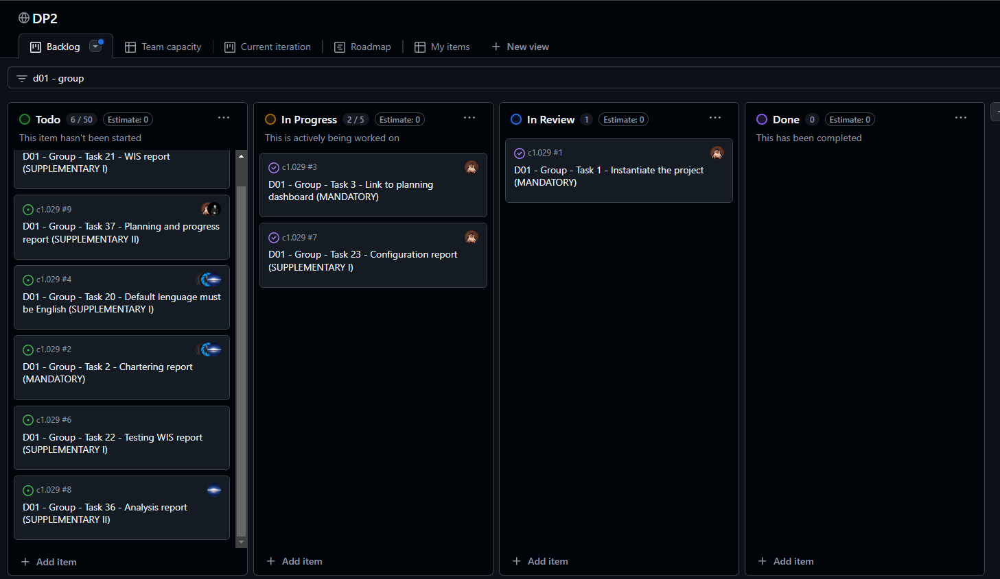 DP2
Backlog
Team capacity
Current iteration
Roadmap
My items
New view
d01 - group
Todo 6 / 50 Estimate: 0
This item hasn't been started
D01 - Group - Task 21 - WIS report
(SUPPLEMENTARY I)
c1.029 #9
D01 - Group - Task 37 - Planning and progress
report (SUPPLEMENTARY II)
c1.029 #4
D01 - Group - Task 20 - Default lenguage must
be English (SUPPLEMENTARY I)
c1.029 #2
D01 - Group - Task 2 - Chartering report
(MANDATORY)
c1.029 #6
D01 - Group - Task 22 - Testing WIS report
(SUPPLEMENTARY I)
c1.029 #8
D01 - Group - Task 36 - Analysis report
(SUPPLEMENTARY II)
Add item
In Progress 2 / 5 Estimate: 0
This is actively being worked on
c1.029 #3
D01 - Group - Task 3 - Link to planning
dashboard (MANDATORY)
c1.029 #7
D01 - Group - Task 23 - Configuration report
(SUPPLEMENTARY I)
Add item
In Review 1 Estimate: 0
c1.029 #1
D01 - Group - Task 1 - Instantiate the project
(MANDATORY)
Add item
Done 0 Estimate: 0
This has been completed
Add item